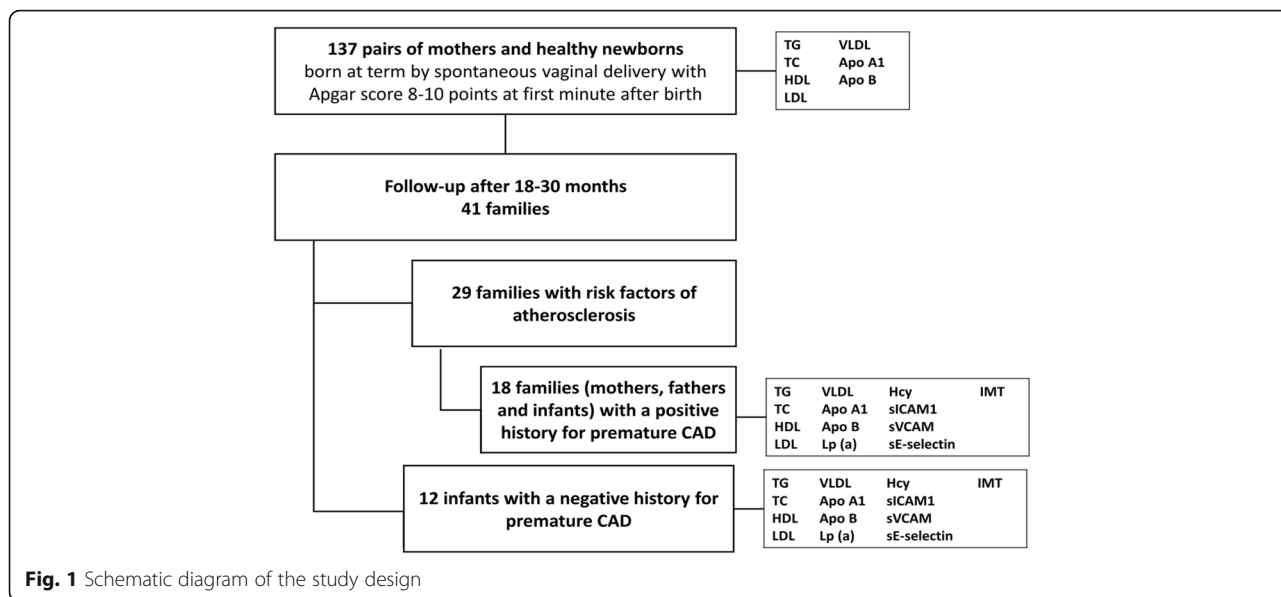 137 pairs of mothers and healthy newborns
born at term by spontaneous vaginal delivery with
Apgar score 8-10 points at first minute after birth
TG VLDL
TC Apo A1
HDL Apo B
LDL
Follow-up after 18-30 months
41 families
29 families with risk factors of
atherosclerosis
18 families (mothers, fathers
and infants) with a positive
history for premature CAD
TG VLDL Hcy IMT
TC Apo A1 sICAM1
HDL Apo B sVCAM
LDL Lp (a) sE-selectin
12 infants with a negative history for
premature CAD
TG VLDL Hcy IMT
TC Apo A1 sICAM1
HDL Apo B sVCAM
LDL Lp (a) sE-selectin
Fig. 1 Schematic diagram of the study design